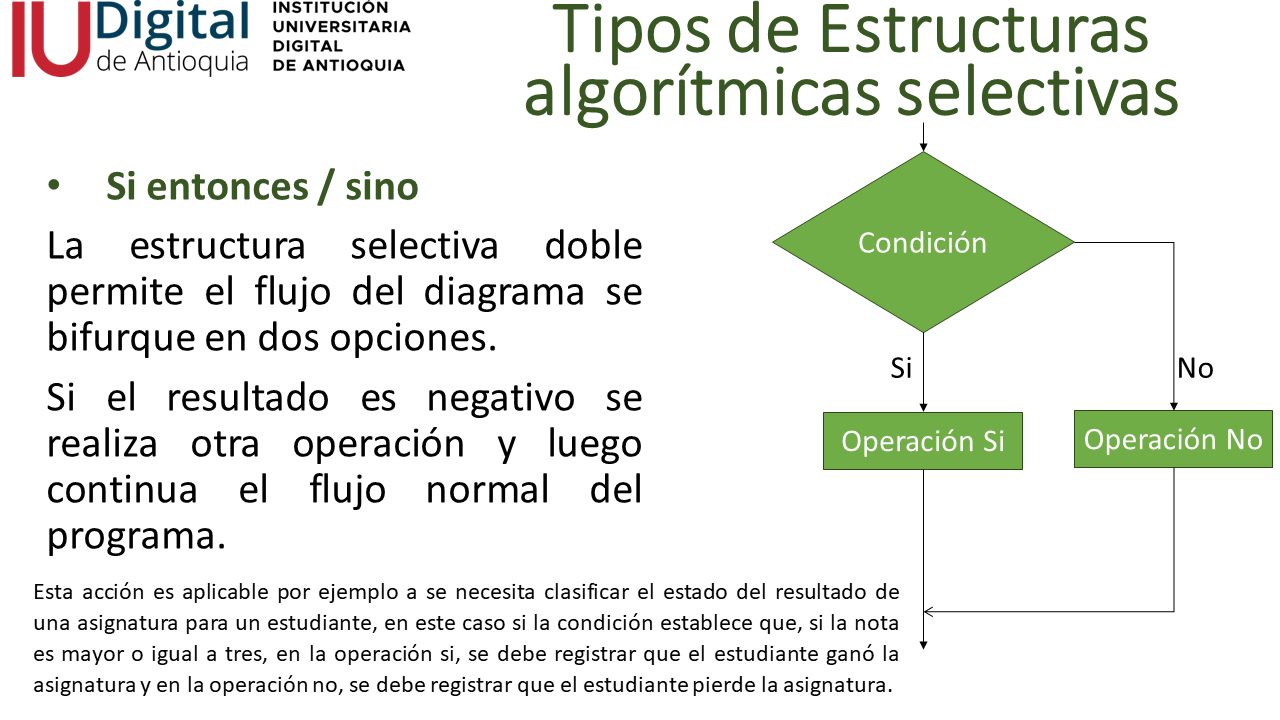 IUDigital
de Antioquia
INSTITUCIÓN
UNIVERSITARIA
DIGITAL
DE ANTIOQUIA
Tipos de Estructuras
algorítmicas selectivas
• Si entonces / sino
La estructura selectiva doble
permite el flujo del diagrama se
bifurque en dos opciones.
Si el resultado es negativo se
realiza otra operación y luego
continua el flujo normal del
programa.
Esta acción es aplicable por ejemplo a se necesita clasificar el estado del resultado de
una asignatura para un estudiante, en este caso si la condición establece que, si la nota
es mayor o igual a tres, en la operación si, se debe registrar que el estudiante ganó la
asignatura y en la operación no, se debe registrar que el estudiante pierde la asignatura.
Condición
Si
No
Operación Si
Operación No